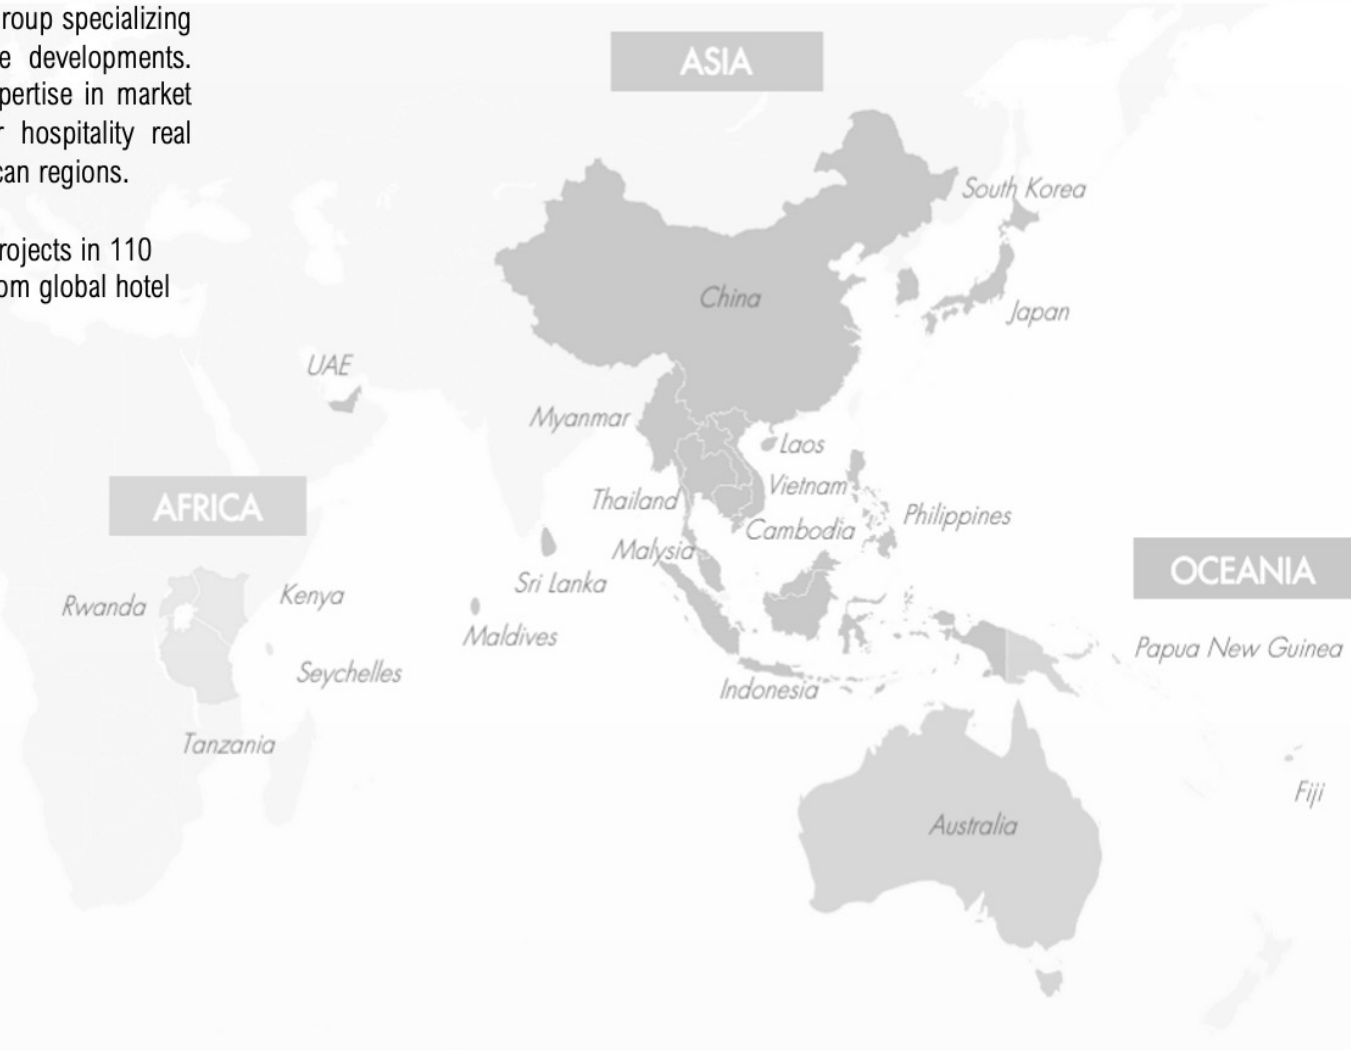 roup specializing
e developments.
pertise in market
r hospitality real
can regions.
rojects in 110
om global hotel
ASIA
South Korea
China
Japan
UAE
Myanmar
Laos
Vietnam
Thailand
Philippines
Cambodia
Malysia
AFRICA
Sri Lanka
OCEANIA
Kenya
Rwanda
Maldives
Papua New Guinea
Seychelles
Indonesia
Tanzania
Fiji
Australia